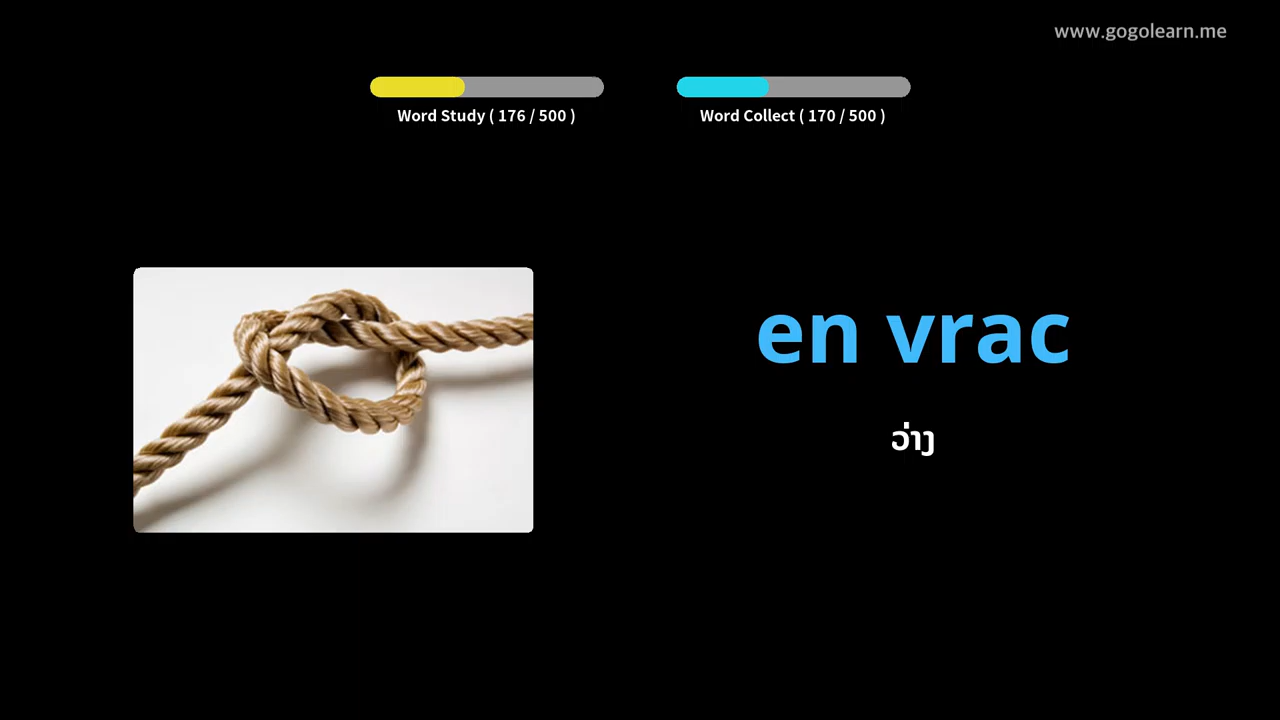 www.gogolearn.me
Word Study ( 176 / 500 )
Word Collect ( 170 / 500 )
en vrac
ວ່າງ